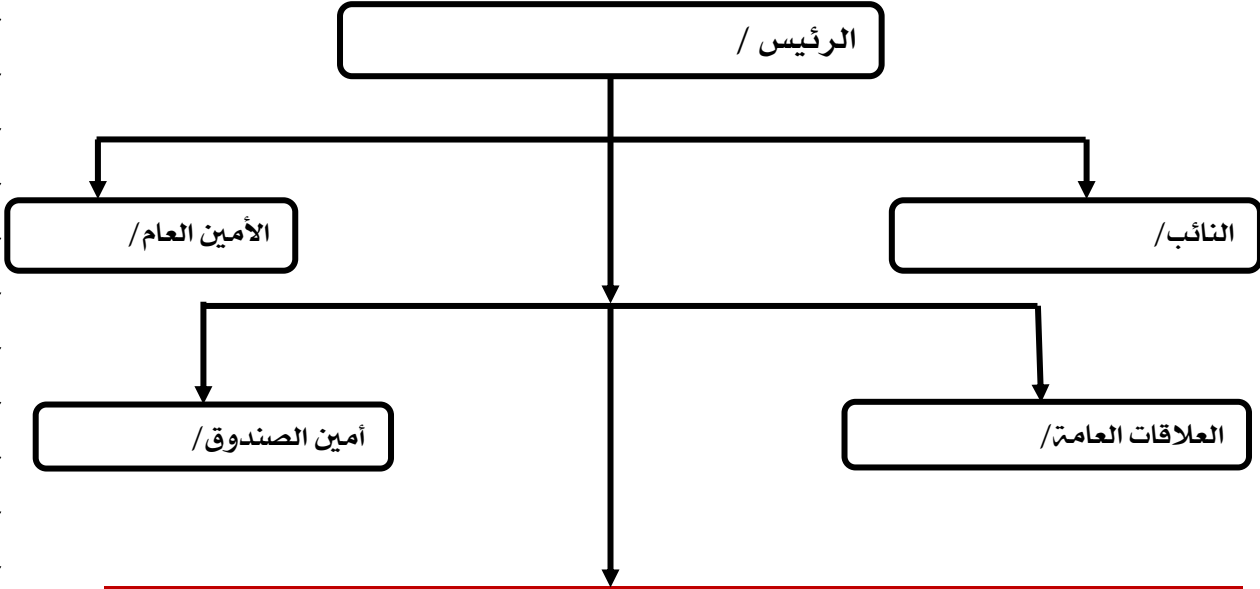 الرئيس /
النائب/
الأمين العام/
العلاقات العامة/
أمين الصندوق/